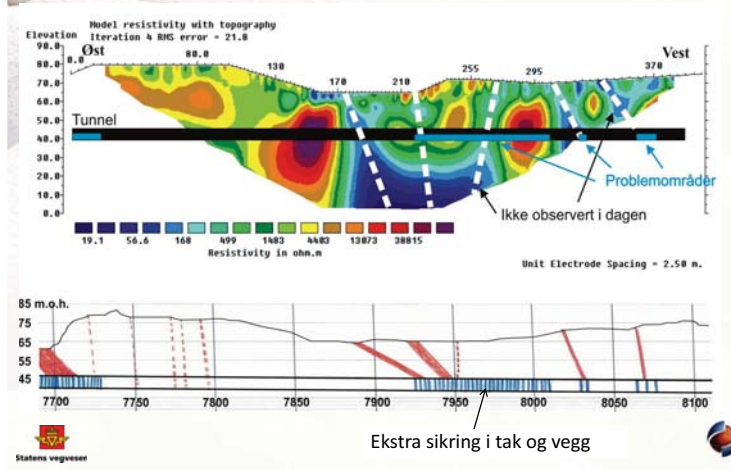 Model resistivity with topography
Iteration 4 RMS error = 21.8
Elevation
Øst
Vest
90.0
80.0
70.0
60.0
50.0
40.0
30.0
20.0
10.0
0.0
0.0
80.0
130
170
210
255
295
370
Tunnel
Problemområder
Ikke observert i dagen
19.1 56.6 168 499 1483 4403 13073 38815
Resistivity in ohm.m
Unit Electrode Spacing = 2.50 m.
85 m.o.h.
75
65
55
45
7700 7750 7800 7850 7900 7950 8000 8050 8100
Ekstra sikring i tak og vegg
Statens vegvesen